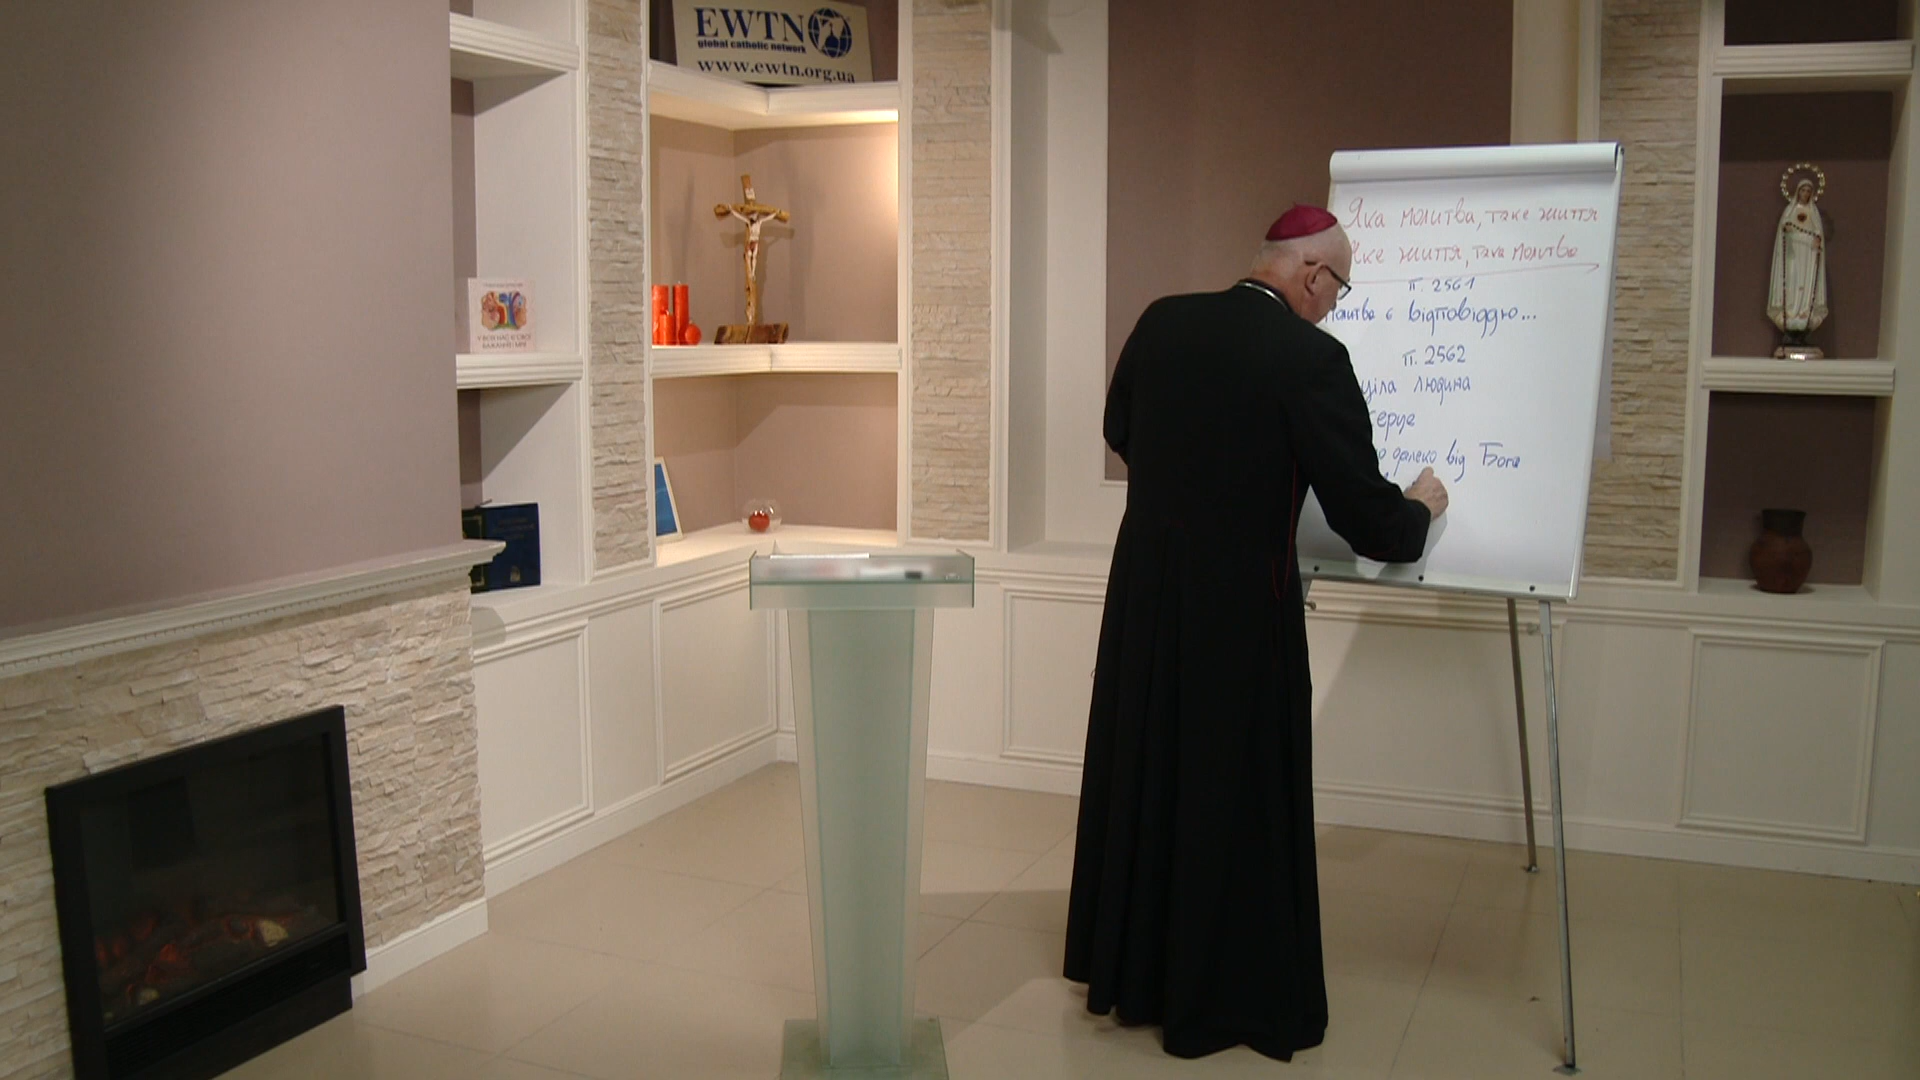 EWTN
global catholic network
www.ewtn.org.ua
Яка молитва, таке життя
Яке життя, така молитва
п. 2561
молитва є відповіддю...
п. 2562
ціла людина
серце
далеко від Бога